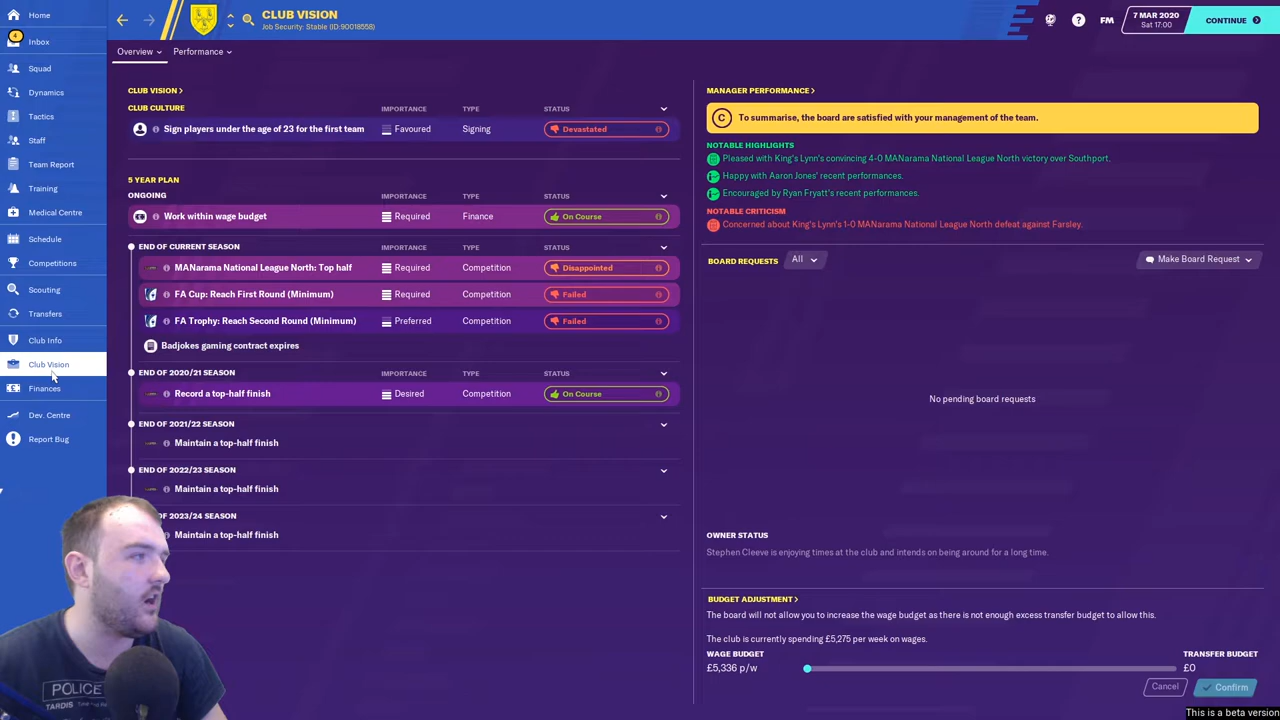 Home
4
Inbox
Squad
Dynamics
Tactics
Staff
Team Report
Training
Medical Centre
Schedule
Competitions
Scouting
Transfers
Club Info
Club Vision
Finances
Dev. Centre
Report Bug
CLUB VISION
Job Security: Stable (ID:90018558)
FM
7 MAR 2020
Sat 17:00
CONTINUE
Overview
Performance
CLUB VISION >
CLUB CULTURE IMPORTANCE TYPE STATUS
Sign players under the age of 23 for the first team Favoured Signing Devastated
5 YEAR PLAN
ONGOING IMPORTANCE TYPE STATUS
Work within wage budget Required Finance On Course
END OF CURRENT SEASON IMPORTANCE TYPE STATUS
MANarama National League North: Top half Required Competition Disappointed
FA Cup: Reach First Round (Minimum) Required Competition Failed
FA Trophy: Reach Second Round (Minimum) Preferred Competition Failed
Badjokes gaming contract expires
END OF 2020/21 SEASON IMPORTANCE TYPE STATUS
Record a top-half finish Desired Competition On Course
END OF 2021/22 SEASON
Maintain a top-half finish
END OF 2022/23 SEASON
Maintain a top-half finish
OF 2023/24 SEASON
Maintain a top-half finish
MANAGER PERFORMANCE >
C To summarise, the board are satisfied with your management of the team.
NOTABLE HIGHLIGHTS
Pleased with King's Lynn's convincing 4-0 MANarama National League North victory over Southport.
Happy with Aaron Jones' recent performances.
Encouraged by Ryan Fryatt's recent performances.
NOTABLE CRITICISM
Concerned about King's Lynn's 1-0 MANarama National League North defeat against Farsley.
BOARD REQUESTS All Make Board Request
No pending board requests
OWNER STATUS
Stephen Cleeve is enjoying times at the club and intends on being around for a long time.
BUDGET ADJUSTMENT >
The board will not allow you to increase the wage budget as there is not enough excess transfer budget to allow this.
The club is currently spending £5,275 per week on wages.
WAGE BUDGET TRANSFER BUDGET
£5,336 p/w £0
Cancel Confirm
This is a beta version
POLICE
TARDIS